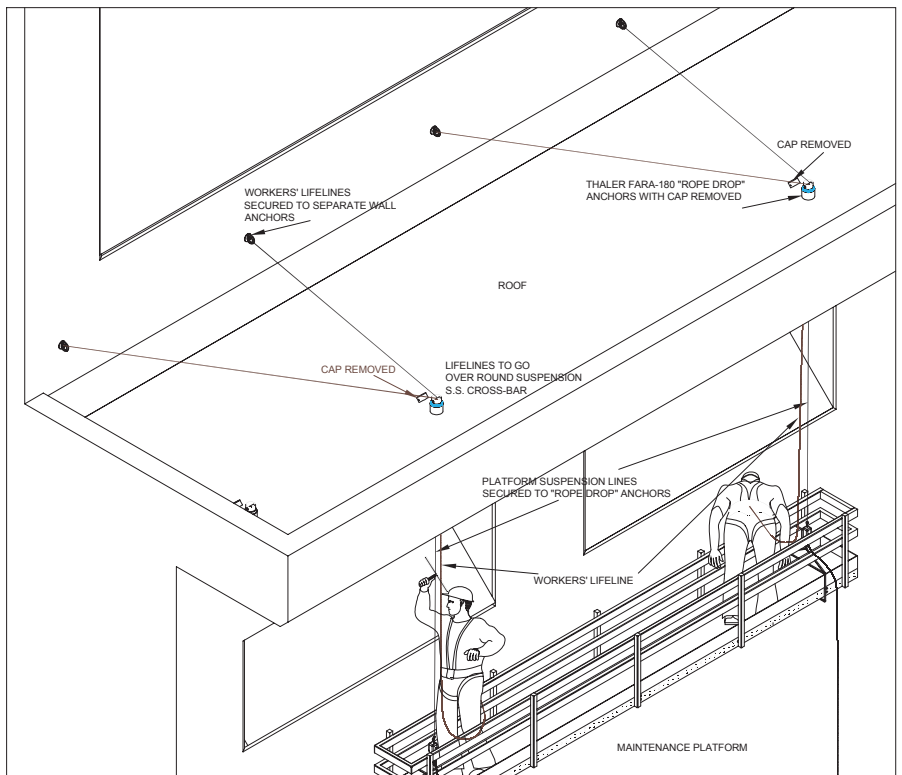 CAP REMOVED
THALER FARA-180 "ROPE DROP"
ANCHORS WITH CAP REMOVED
WORKERS' LIFELINES
SECURED TO SEPARATE WALL
ANCHORS
ROOF
CAP REMOVED
LIFELINES TO GO
OVER ROUND SUSPENSION
S.S. CROSS-BAR
PLATFORM SUSPENSION LINES
SECURED TO "ROPE DROP" ANCHORS
WORKERS' LIFELINE
MAINTENANCE PLATFORM